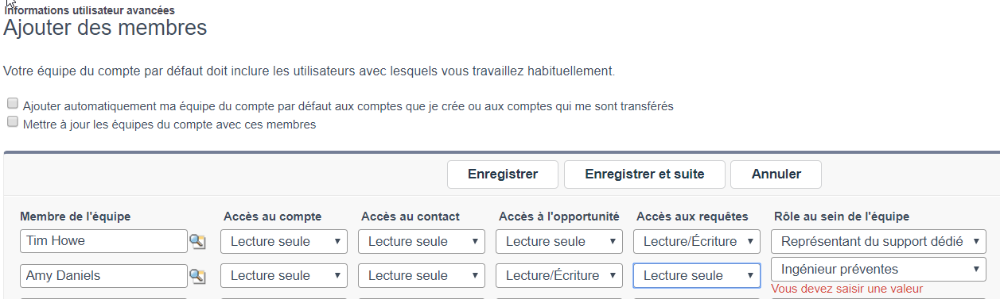 Informations utilisateur avancées
Ajouter des membres
Votre équipe du compte par défaut doit inclure les utilisateurs avec lesquels vous travaillez habituellement.
Ajouter automatiquement ma équipe du compte par défaut aux comptes que je crée ou aux comptes qui me sont transférés
Mettre à jour les équipes du compte avec ces membres
Enregistrer Enregistrer et suite Annuler
Membre de l'équipe Accès au compte Accès au contact Accès à l'opportunité Accès aux requêtes Rôle au sein de l'équipe
Tim Howe Lecture seule Lecture seule Lecture seule Lecture/Écriture Représentant du support dédié
Amy Daniels Lecture seule Lecture seule Lecture/Écriture Lecture seule Ingénieur préventes
Vous devez saisir une valeur